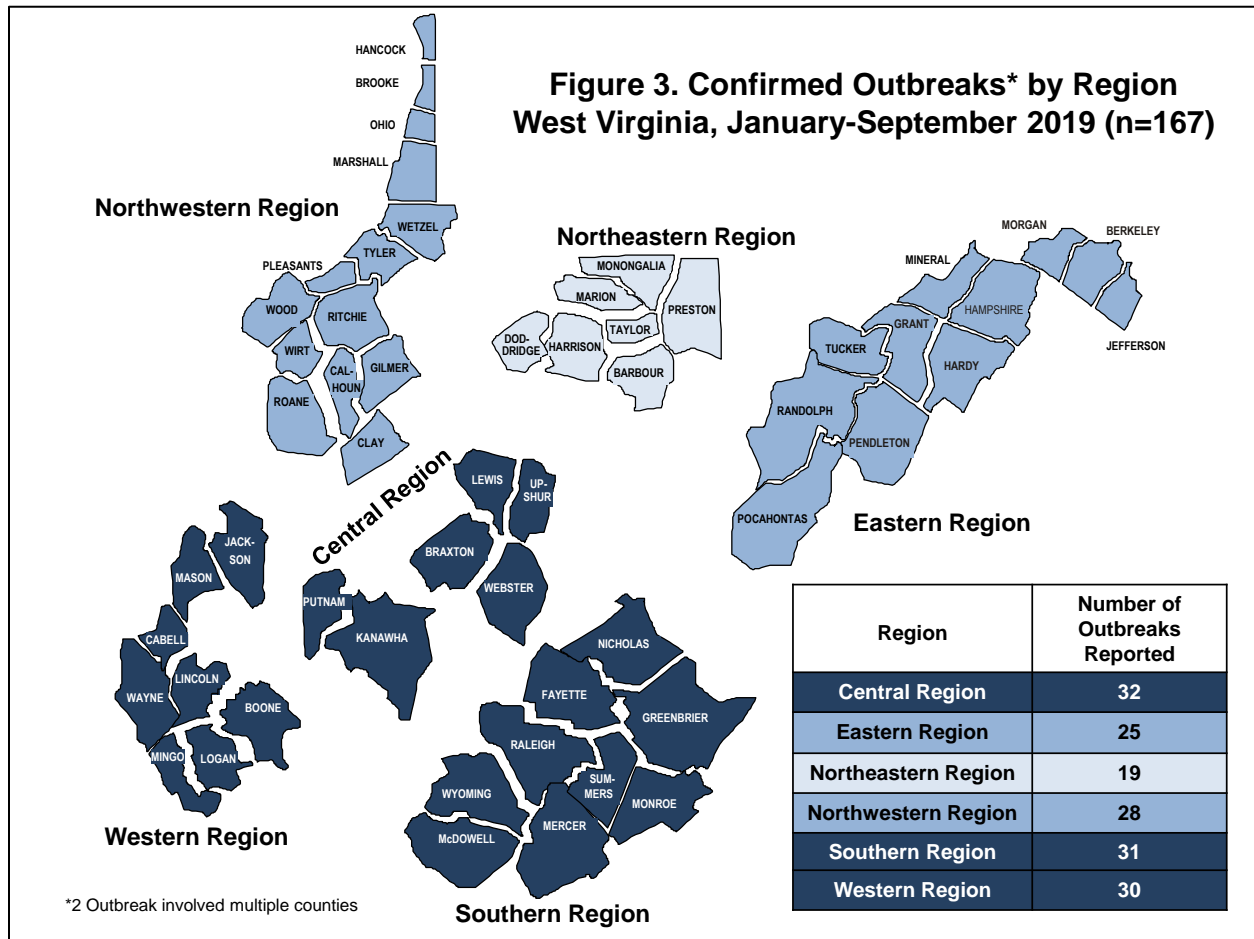 Figure 3. Confirmed Outbreaks* by Region
West Virginia, January-September 2019 (n=167)
HANCOCK
BROOKE
OHIO
MARSHALL
Northwestern Region
WETZEL
TYLER
PLEASANTS
WOOD
RITCHIE
WIRT
CAL-
HOUN
GILMER
ROANE
CLAY
Northeastern Region
MONONGALIA
MARION
PRESTON
TAYLOR
DOD-
DRIDGE
HARRISON
BARBOUR
MORGAN
BERKELEY
MINERAL
HAMPSHIRE
GRANT
JEFFERSON
TUCKER
HARDY
RANDOLPH
PENDLETON
POCAHONTAS
Eastern Region
Central Region
LEWIS
UP-
SHUR
BRAXTON
WEBSTER
PUTNAM
KANAWHA
JACK-
SON
MASON
CABELL
LINCOLN
WAYNE
BOONE
MINGO
LOGAN
Western Region
NICHOLAS
FAYETTE
GREENBRIER
RALEIGH
SUM-
MERS
WYOMING
MONROE
MERCER
McDOWELL
Southern Region
Region
Number of
Outbreaks
Reported
Central Region 32
Eastern Region 25
Northeastern Region 19
Northwestern Region 28
Southern Region 31
Western Region 30
*2 Outbreak involved multiple counties